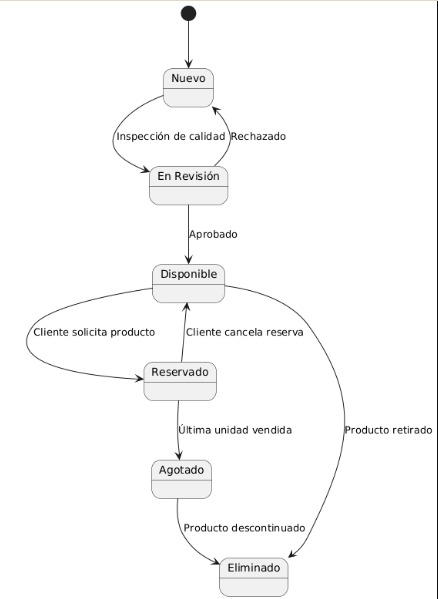 Nuevo
Inspección de calidad
Rechazado
En Revisión
Aprobado
Disponible
Cliente solicita producto
Cliente cancela reserva
Reservado
Última unidad vendida
Producto retirado
Agotado
Producto descontinuado
Eliminado